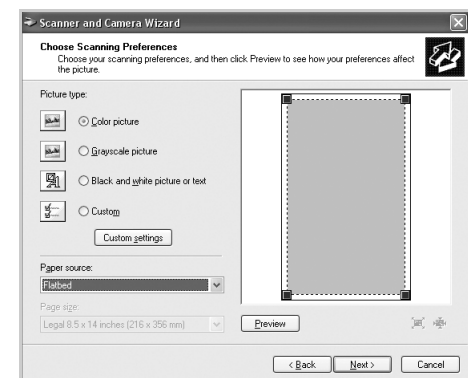 Scanner and Camera Wizard
Choose Scanning Preferences
Choose your scanning preferences, and then click Preview to see how your preferences affect
the picture.
Picture type:
Color picture
Grayscale picture
Black and white picture or text
Custom
Custom settings
Paper source:
Flatbed
Page size:
Legal 8.5 x 14 inches (216 x 356 mm)
Preview
< Back Next > Cancel